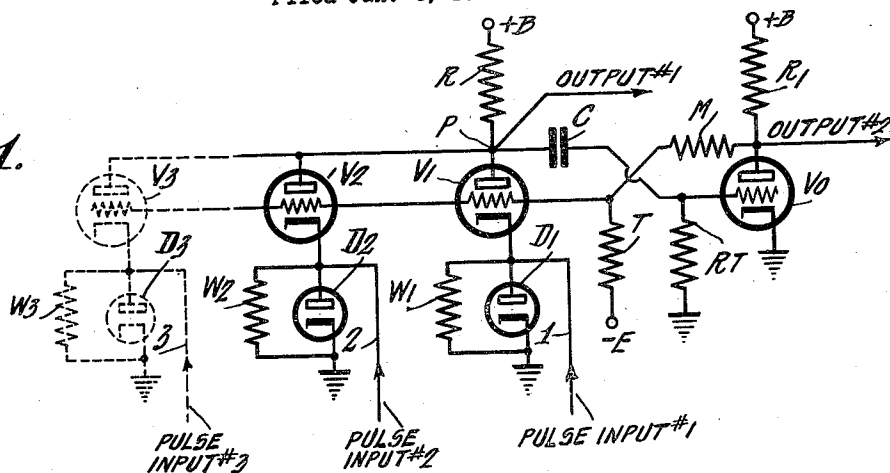 +B
+B
R
R1
OUTPUT#1
P
C
M
OUTPUT#2
1.
V3
V2
V1
V0
D3
D2
D1
T
RT
W3
W2
W1
3
2
1
-E
PULSE
INPUT#3
PULSE
INPUT#2
PULSE INPUT#1